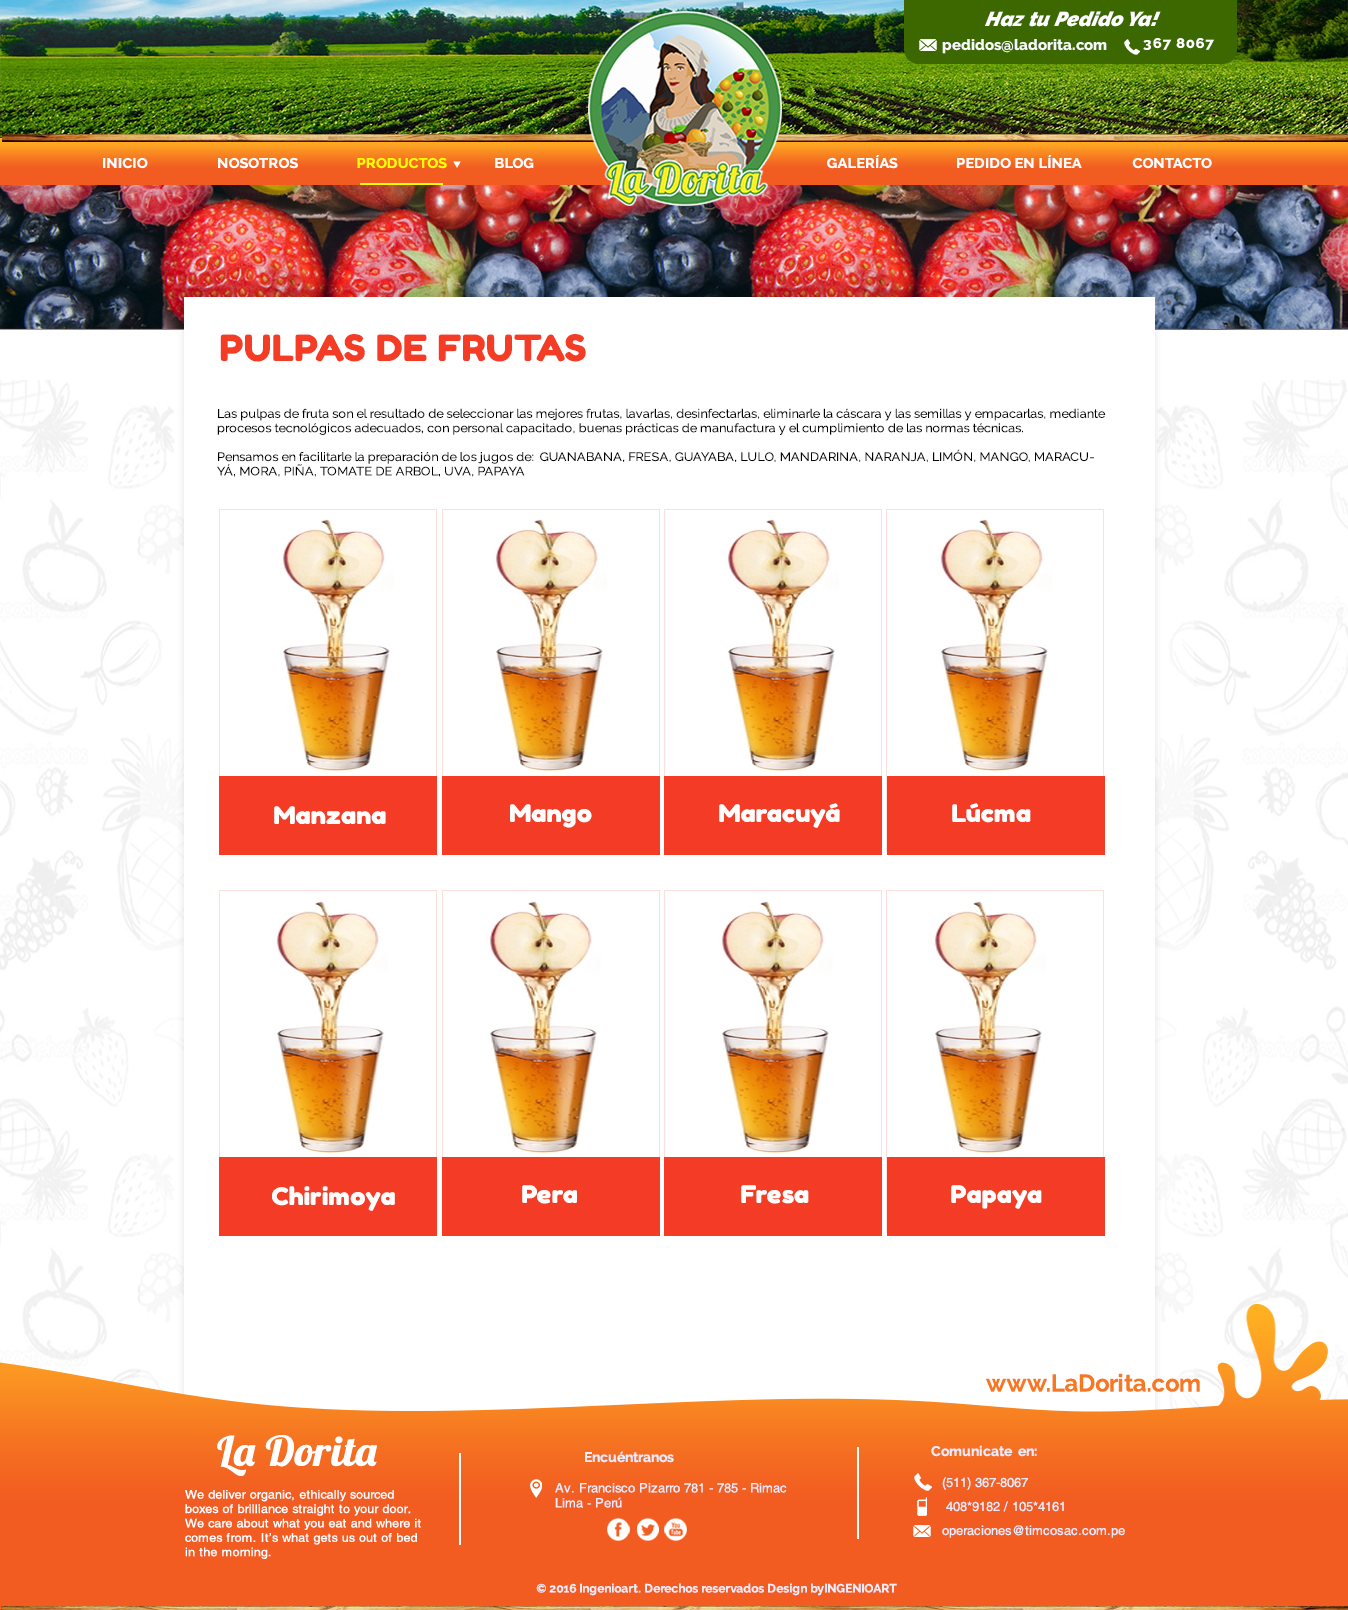 Haz tu Pedido Ya!
pedidos@ladorita.com 367 8067
INICIO NOSOTROS PRODUCTOS BLOG GALERÍAS PEDIDO EN LÍNEA CONTACTO
La Dorita
PULPAS DE FRUTAS
Las pulpas de fruta son el resultado de seleccionar las mejores frutas, lavarlas, desinfectarlas, eliminarle la cáscara y las semillas y empacarlas, mediante
procesos tecnológicos adecuados, con personal capacitado, buenas prácticas de manufactura y el cumplimiento de las normas técnicas.
Pensamos en facilitarle la preparación de los jugos de: GUANABANA, FRESA, GUAYABA, LULO, MANDARINA, NARANJA, LIMÓN, MANGO, MARACU-
YÁ, MORA, PIÑA, TOMATE DE ARBOL, UVA, PAPAYA
Manzana Mango Maracuyá Lúcma
Chirimoya Pera Fresa Papaya
www.LaDorita.com
La Dorita
We deliver organic, ethically sourced
boxes of brilliance straight to your door.
We care about what you eat and where it
comes from. It's what gets us out of bed
in the morning.
Encuéntranos
Av. Francisco Pizarro 781 - 785 - Rimac
Lima - Perú
You Tube
Comunicate en:
(511) 367-8067
408*9182 / 105*4161
operaciones@timcosac.com.pe
© 2016 Ingenioart. Derechos reservados Design byINGENIOART